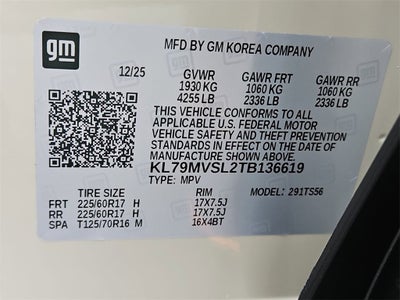 gm
MFD BY GM KOREA COMPANY
12/25 GVWR GAWR FRT GAWR RR
1930 KG 1060 KG 1060 KG
4255 LB 2336 LB 2336 LB
THIS VEHICLE CONFORMS TO ALL
APPLICABLE U.S. FEDERAL MOTOR
VEHICLE SAFETY AND THEFT PREVENTION
STANDARDS IN EFFECT ON THE DATE
OF MANUFACTURE SHOWN ABOVE.
KL79MVSL2TB136619
TYPE: MPV MODEL: 291TS56
TIRE SIZE RIM
FRT 225/60R17 H 17X7.5J
RR 225/60R17 H 17X7.5J
SPA T125/70R16 M 16X4BT